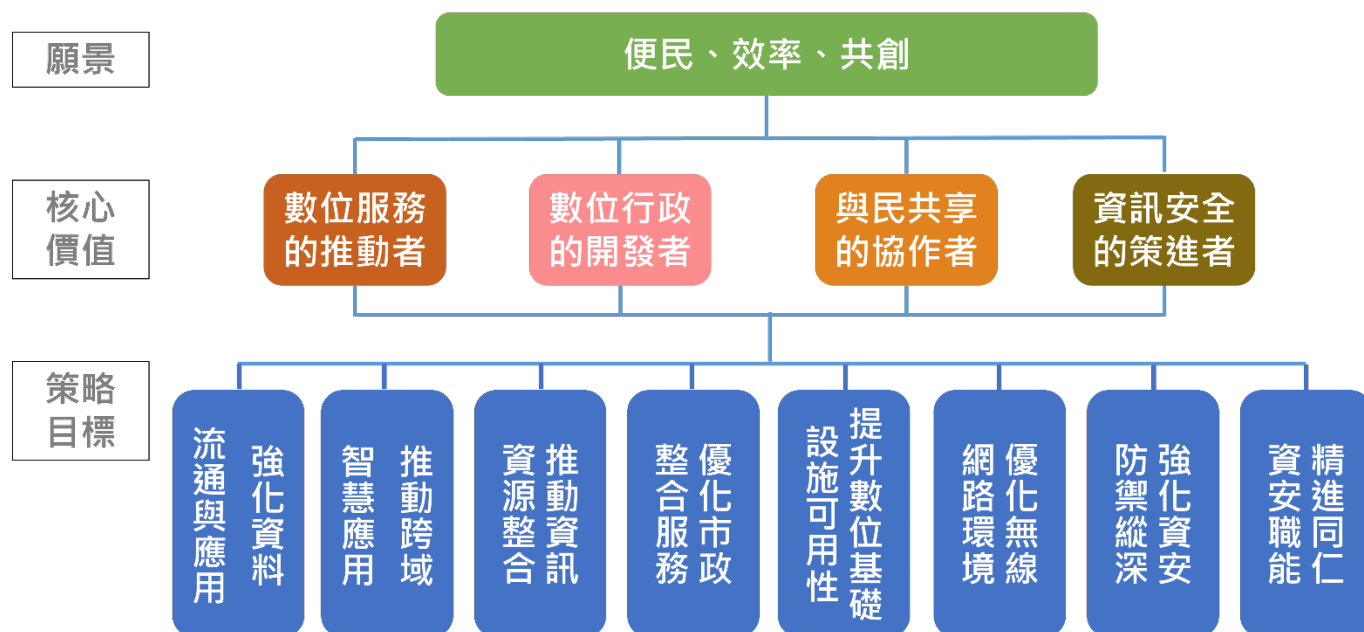 願景
便民、效率、共創
核心
價值
數位服務
的推動者
數位行政
的開發者
與民共享
的協作者
資訊安全
的策進者
策略
目標
強化資料
流通與應用
推動跨域
智慧應用
推動資訊
資源整合
優化市政
整合服務
提升數位基礎
設施可用性
優化無線
網路環境
強化資安
防禦縱深
精進同仁
資安職能